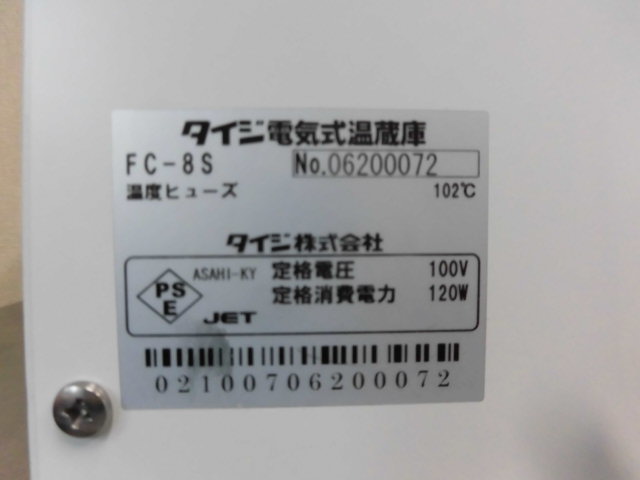 タイジ電気式温蔵庫
FC-8S No.06200072
温度ヒューズ 102℃
タイジ株式会社
PSE ASAHI-KY 定格電圧 100V
JET 定格消費電力 120W
02100706200072